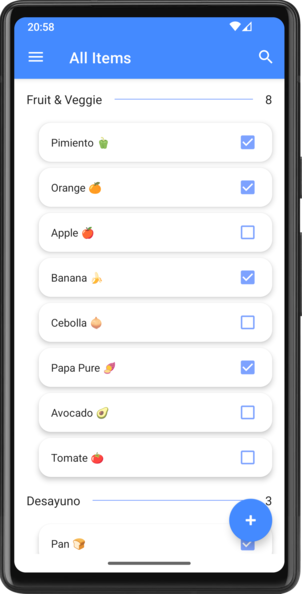 20:58
All Items
Fruit & Veggie 8
Pimiento
Orange
Apple
Banana
Cebolla
Papa Pure
Avocado
Tomate
Desayuno 3
Pan